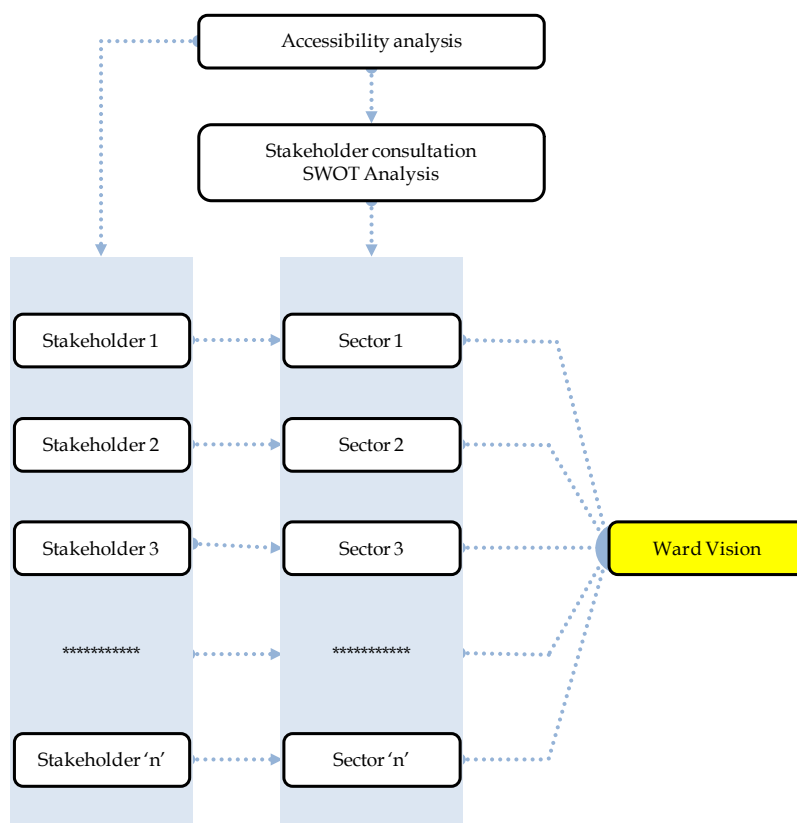 Accessibility analysis
Stakeholder consultation
SWOT Analysis
Stakeholder 1
Sector 1
Stakeholder 2
Sector 2
Stakeholder 3
Sector 3
Ward Vision
***********
***********
Stakeholder ‘n’
Sector ‘n’